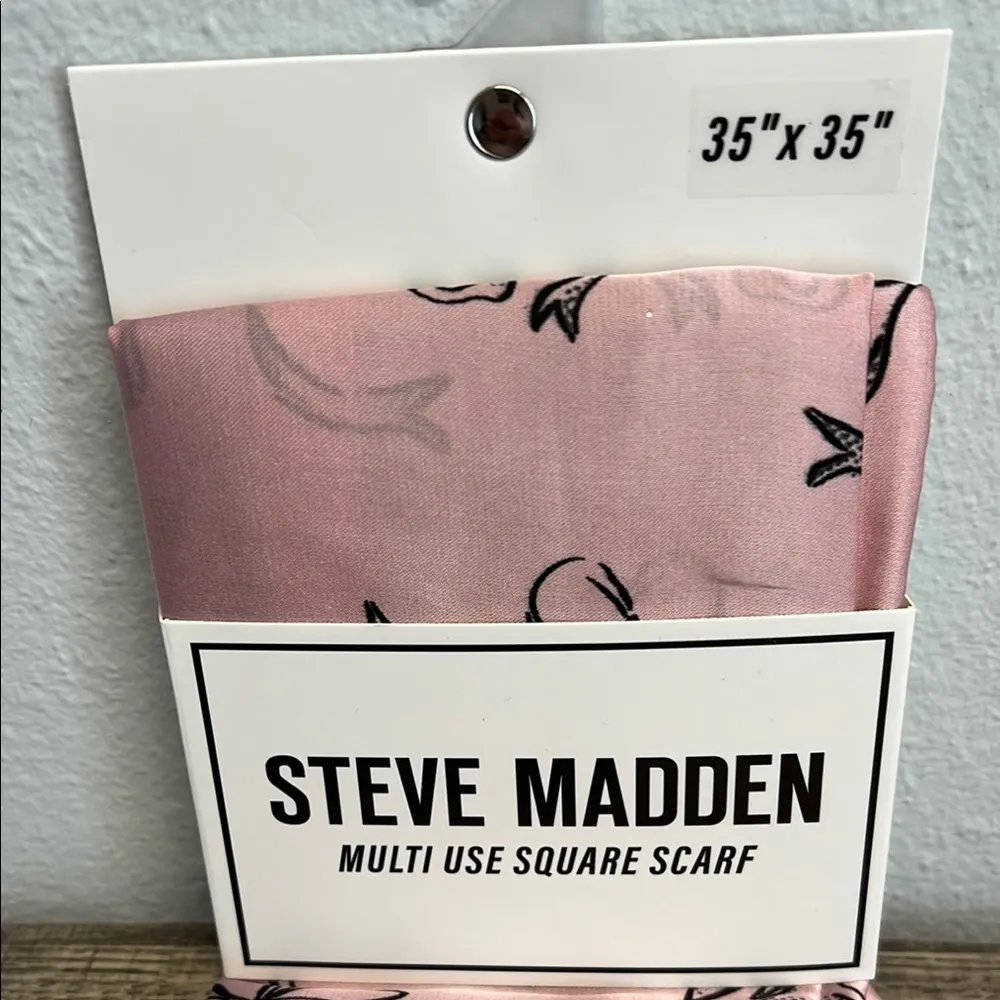 35"x 35"
STEVE MADDEN
MULTI USE SQUARE SCARF